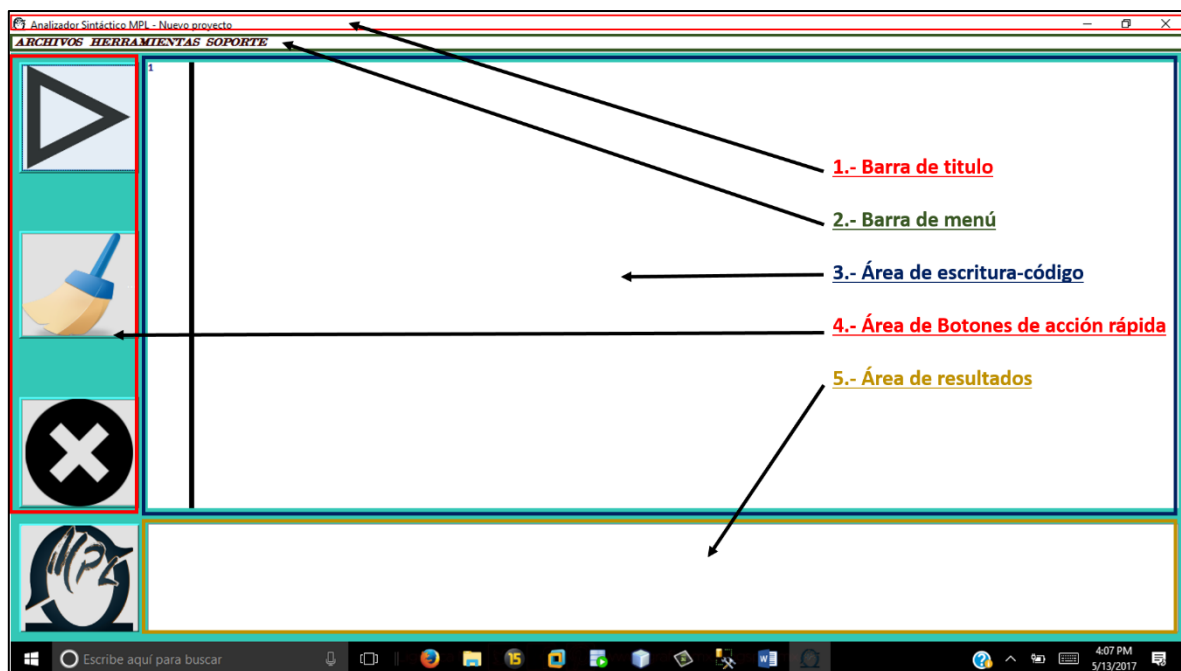 Analizador Sintáctico MPL - Nuevo proyecto
ARCHIVOS HERRAMIENTAS SOPORTE
1
1.- Barra de titulo
2.- Barra de menú
3.- Área de escritura-código
4.- Área de Botones de acción rápida
5.- Área de resultados
MPL
Escribe aquí para buscar
15
4:07 PM
5/13/2017